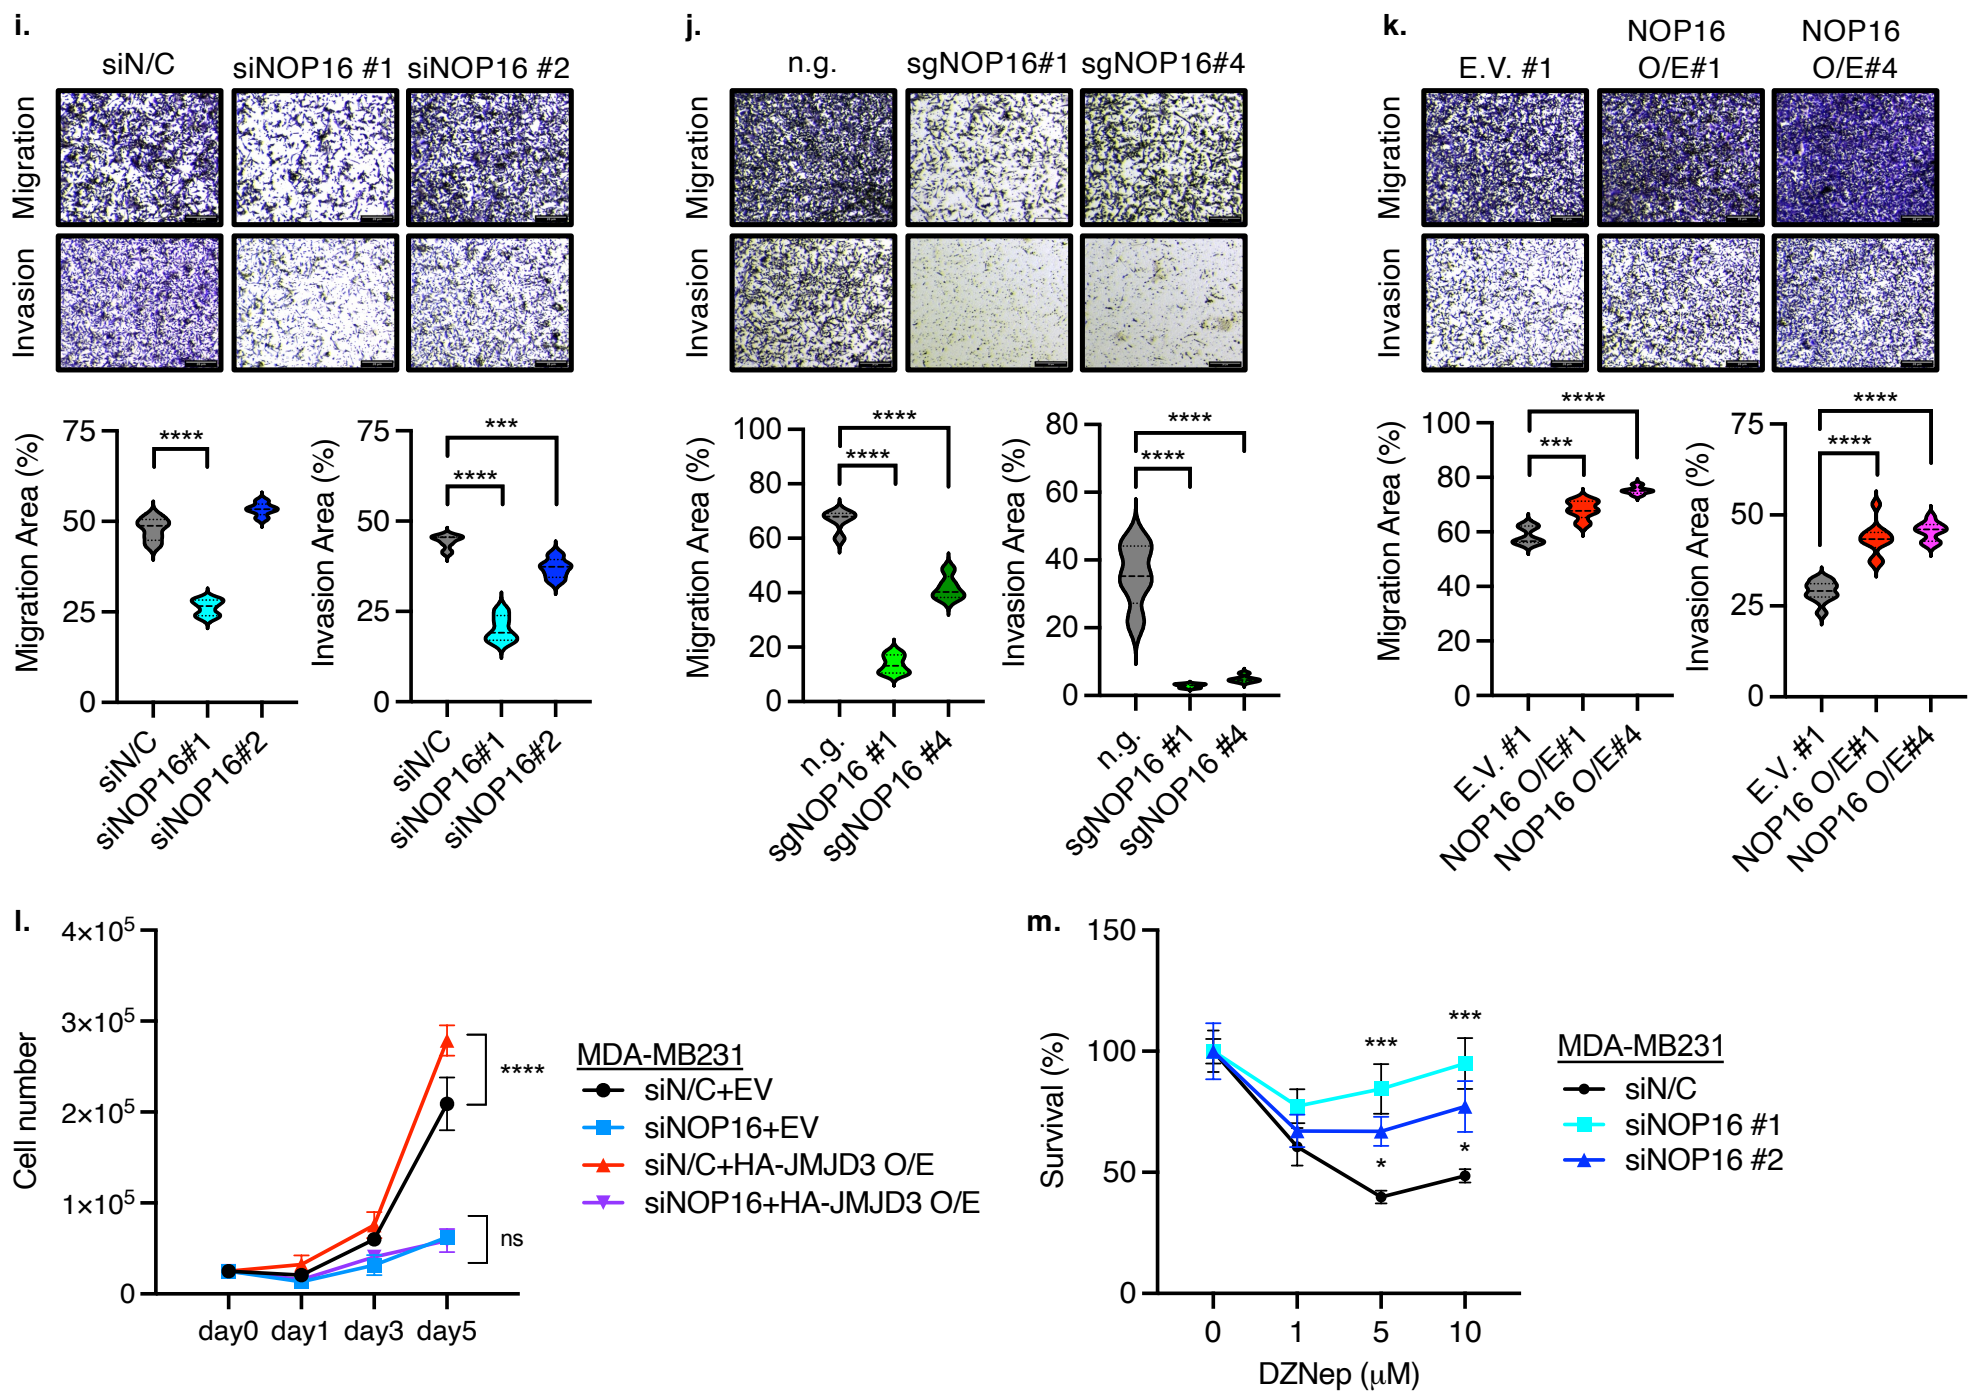 i.
siN/C siNOP16 #1 siNOP16 #2
Migration
Invasion
Migration Area (%)
75
50
25
0
****
siN/C
siNOP16#1
siNOP16#2
Invasion Area (%)
75
50
25
0
***
****
siN/C
siNOP16#1
siNOP16#2
j.
n.g. sgNOP16#1 sgNOP16#4
Migration
Invasion
Migration Area (%)
100
80
60
40
20
0
****
****
n.g.
sgNOP16 #1
sgNOP16 #4
Invasion Area (%)
80
60
40
20
0
****
****
n.g.
sgNOP16 #1
sgNOP16 #4
k.
E.V. #1
NOP16
O/E#1
NOP16
O/E#4
Migration
Invasion
Migration Area (%)
100
80
60
40
20
0
****
***
E.V. #1
NOP16 O/E#1
NOP16 O/E#4
Invasion Area (%)
75
50
25
0
****
****
E.V. #1
NOP16 O/E#1
NOP16 O/E#4
l.
Cell number
4×10⁵
3×10⁵
2×10⁵
1×10⁵
0
day0 day1 day3 day5
****
ns
MDA-MB231
siN/C+EV
siNOP16+EV
siN/C+HA-JMJD3 O/E
siNOP16+HA-JMJD3 O/E
m.
Survival (%)
150
100
50
0
***
***
*
*
0 1 5 10
DZNep (μM)
MDA-MB231
siN/C
siNOP16 #1
siNOP16 #2